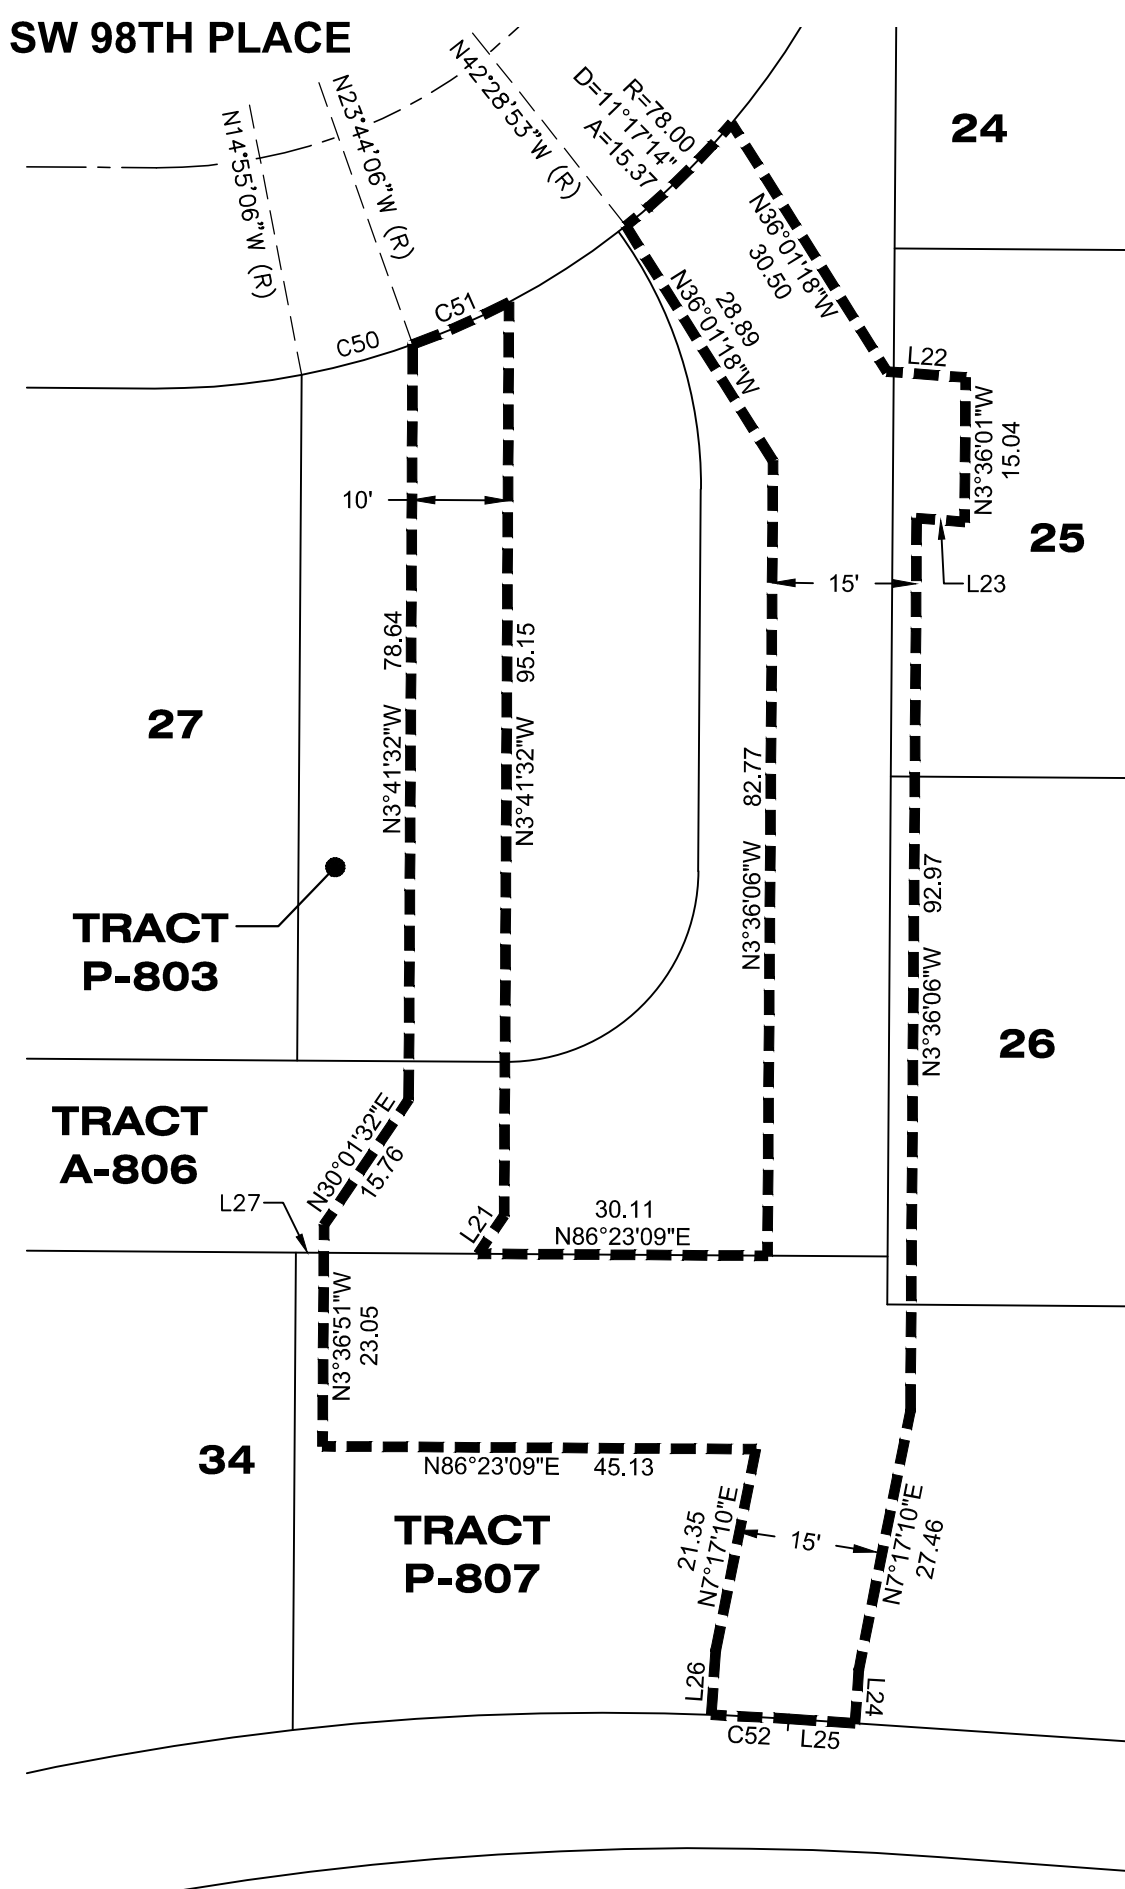 SW 98TH PLACE
N14°55'06"W (R)
N23°44'06"W (R)
N42°28'53"W (R)
R=78.00
D=11°17'14"
A=15.37
24
N36°01'18"W
30.50
28.89
N36°01'18"W
C51
C50
L22
N3°36'01"W
15.04
10'
25
15'
L23
78.64
N3°41'32"W
95.15
N3°41'32"W
27
82.77
N3°36'06"W
92.97
N3°36'06"W
TRACT
P-803
26
TRACT
A-806
N30°01'32"E
15.76
L27
L21
30.11
N86°23'09"E
N3°36'51"W
23.05
34
N86°23'09"E 45.13
TRACT
P-807
21.35
N7°17'10"E
15'
N7°17'10"E
27.46
L26
L24
C52
L25